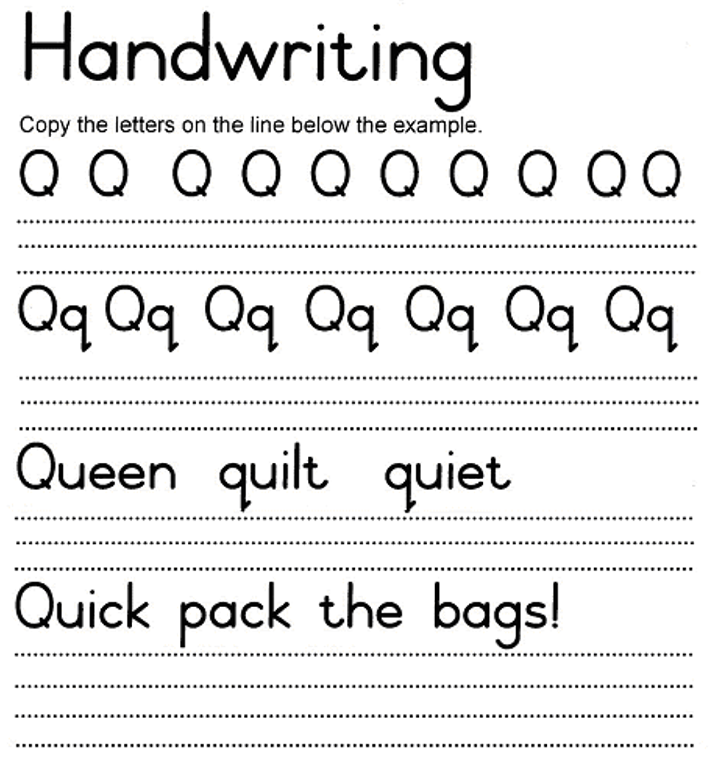 Handwriting
Copy the letters on the line below the example.
Q Q Q Q Q Q Q Q Q Q
Qq Qq Qq Qq Qq Qq Qq
Queen quilt quiet
Quick pack the bags!